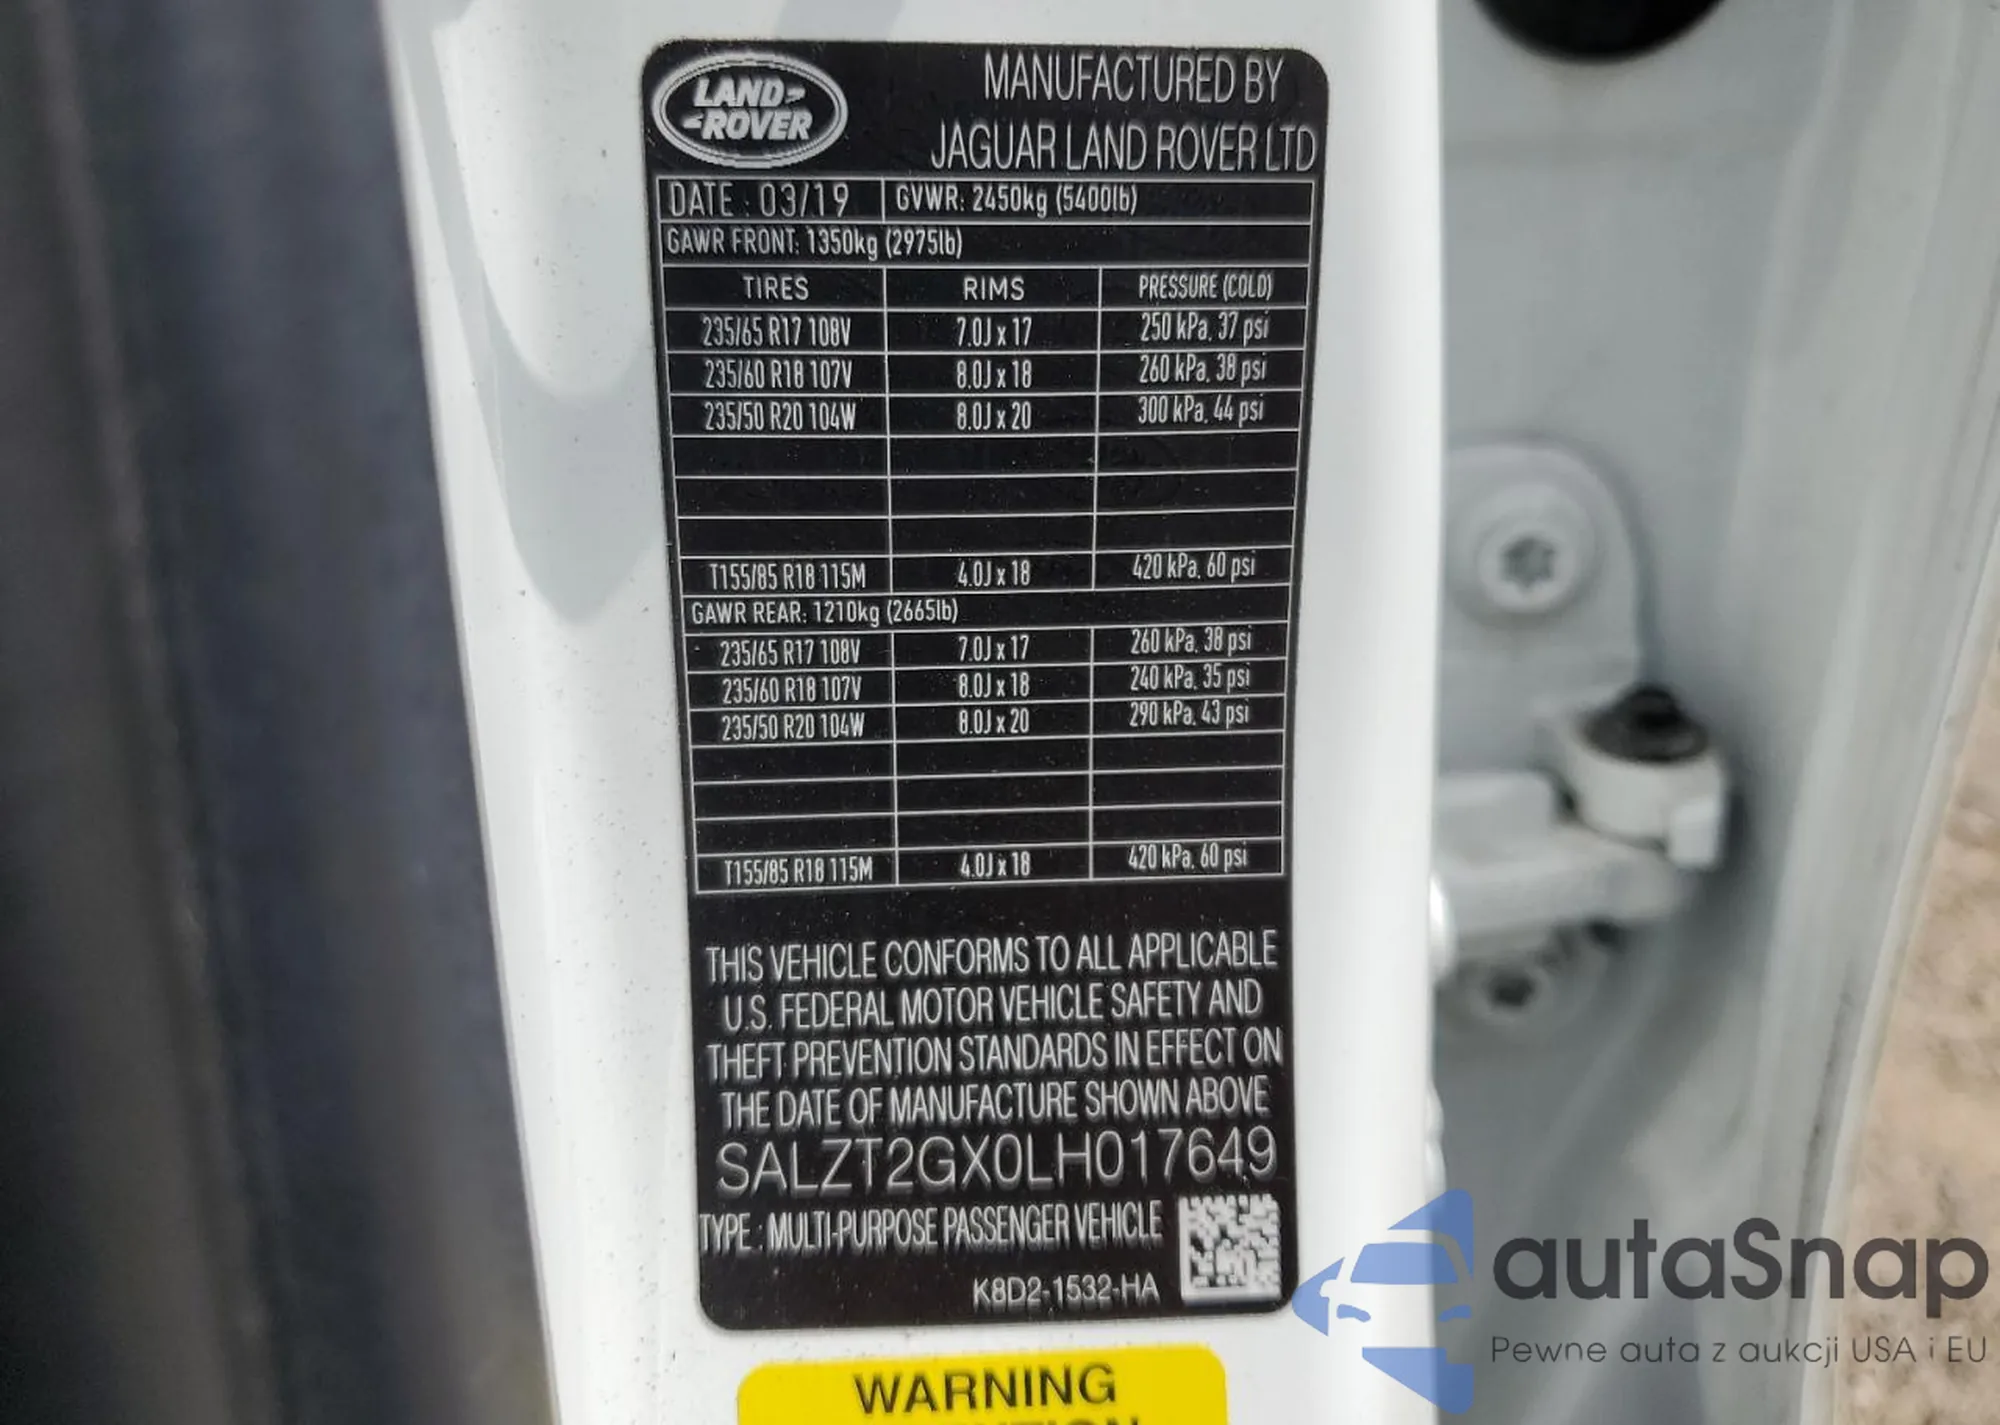 LAND-
-ROVER
MANUFACTURED BY
JAGUAR LAND ROVER LTD
DATE : 03/19 GVWR: 2450kg (5400lb)
GAWR FRONT: 1350kg (2975lb)
TIRES RIMS PRESSURE (COLD)
235/65 R17 108V 7.0J x 17 250 kPa, 37 psi
235/60 R18 107V 8.0J x 18 260 kPa, 38 psi
235/50 R20 104W 8.0J x 20 300 kPa, 44 psi
T155/85 R18 115M 4.0J x 18 420 kPa, 60 psi
GAWR REAR: 1210kg (2665lb)
235/65 R17 108V 7.0J x 17 260 kPa, 38 psi
235/60 R18 107V 8.0J x 18 240 kPa, 35 psi
235/50 R20 104W 8.0J x 20 290 kPa, 43 psi
T155/85 R18 115M 4.0J x 18 420 kPa, 60 psi
THIS VEHICLE CONFORMS TO ALL APPLICABLE
U.S. FEDERAL MOTOR VEHICLE SAFETY AND
THEFT PREVENTION STANDARDS IN EFFECT ON
THE DATE OF MANUFACTURE SHOWN ABOVE
SALZT2GX0LH017649
TYPE : MULTI-PURPOSE PASSENGER VEHICLE
K8D2-1532-HA
WARNING
autaSnap
Pewne auta z aukcji USA i EU